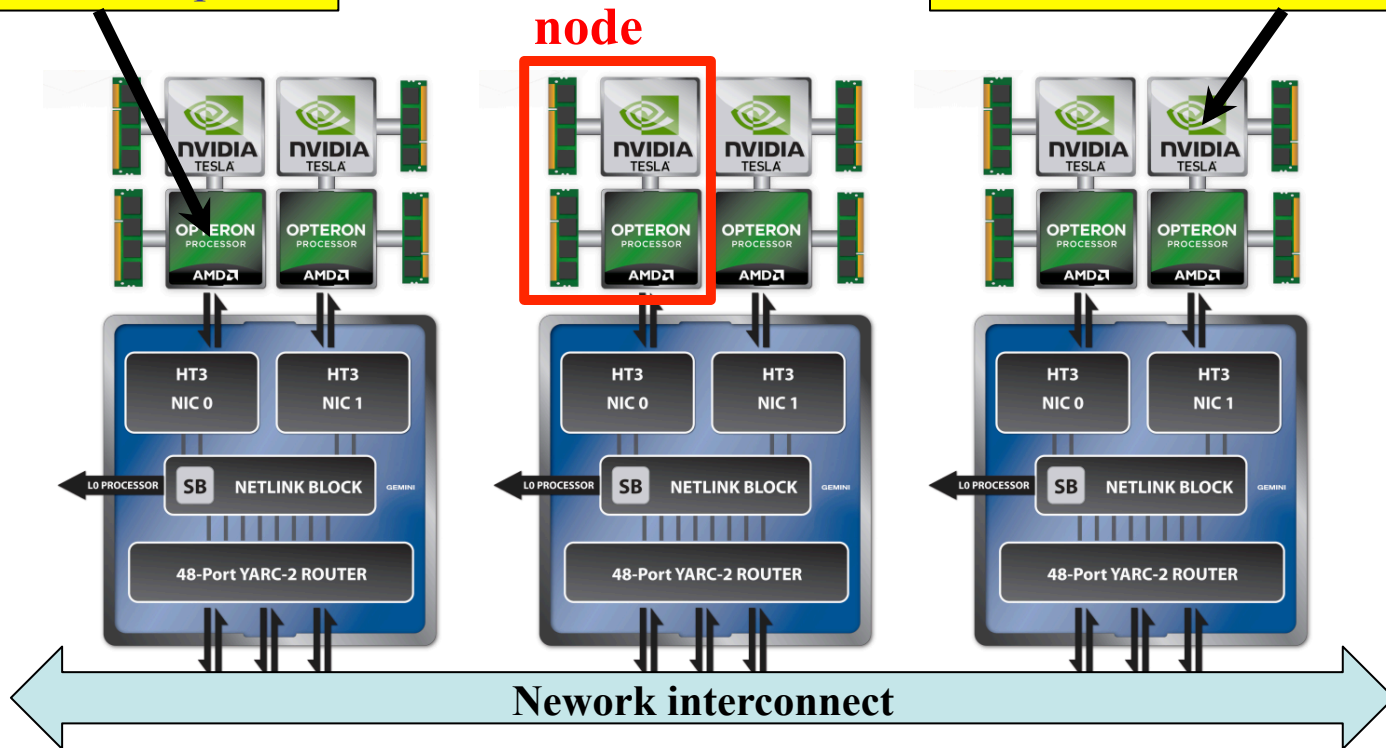 node
NVIDIA NVIDIA NVIDIA NVIDIA NVIDIA NVIDIA
TESLA TESLA TESLA TESLA TESLA TESLA
OPTERON OPTERON OPTERON OPTERON OPTERON OPTERON
PROCESSOR PROCESSOR PROCESSOR PROCESSOR PROCESSOR PROCESSOR
AMD AMD AMD AMD AMD AMD
HT3 HT3 HT3 HT3 HT3 HT3
NIC 0 NIC 1 NIC 0 NIC 1 NIC 0 NIC 1
L0 PROCESSOR SB NETLINK BLOCK GEMINI L0 PROCESSOR SB NETLINK BLOCK GEMINI L0 PROCESSOR SB NETLINK BLOCK GEMINI
48-Port YARC-2 ROUTER 48-Port YARC-2 ROUTER 48-Port YARC-2 ROUTER
Nework interconnect